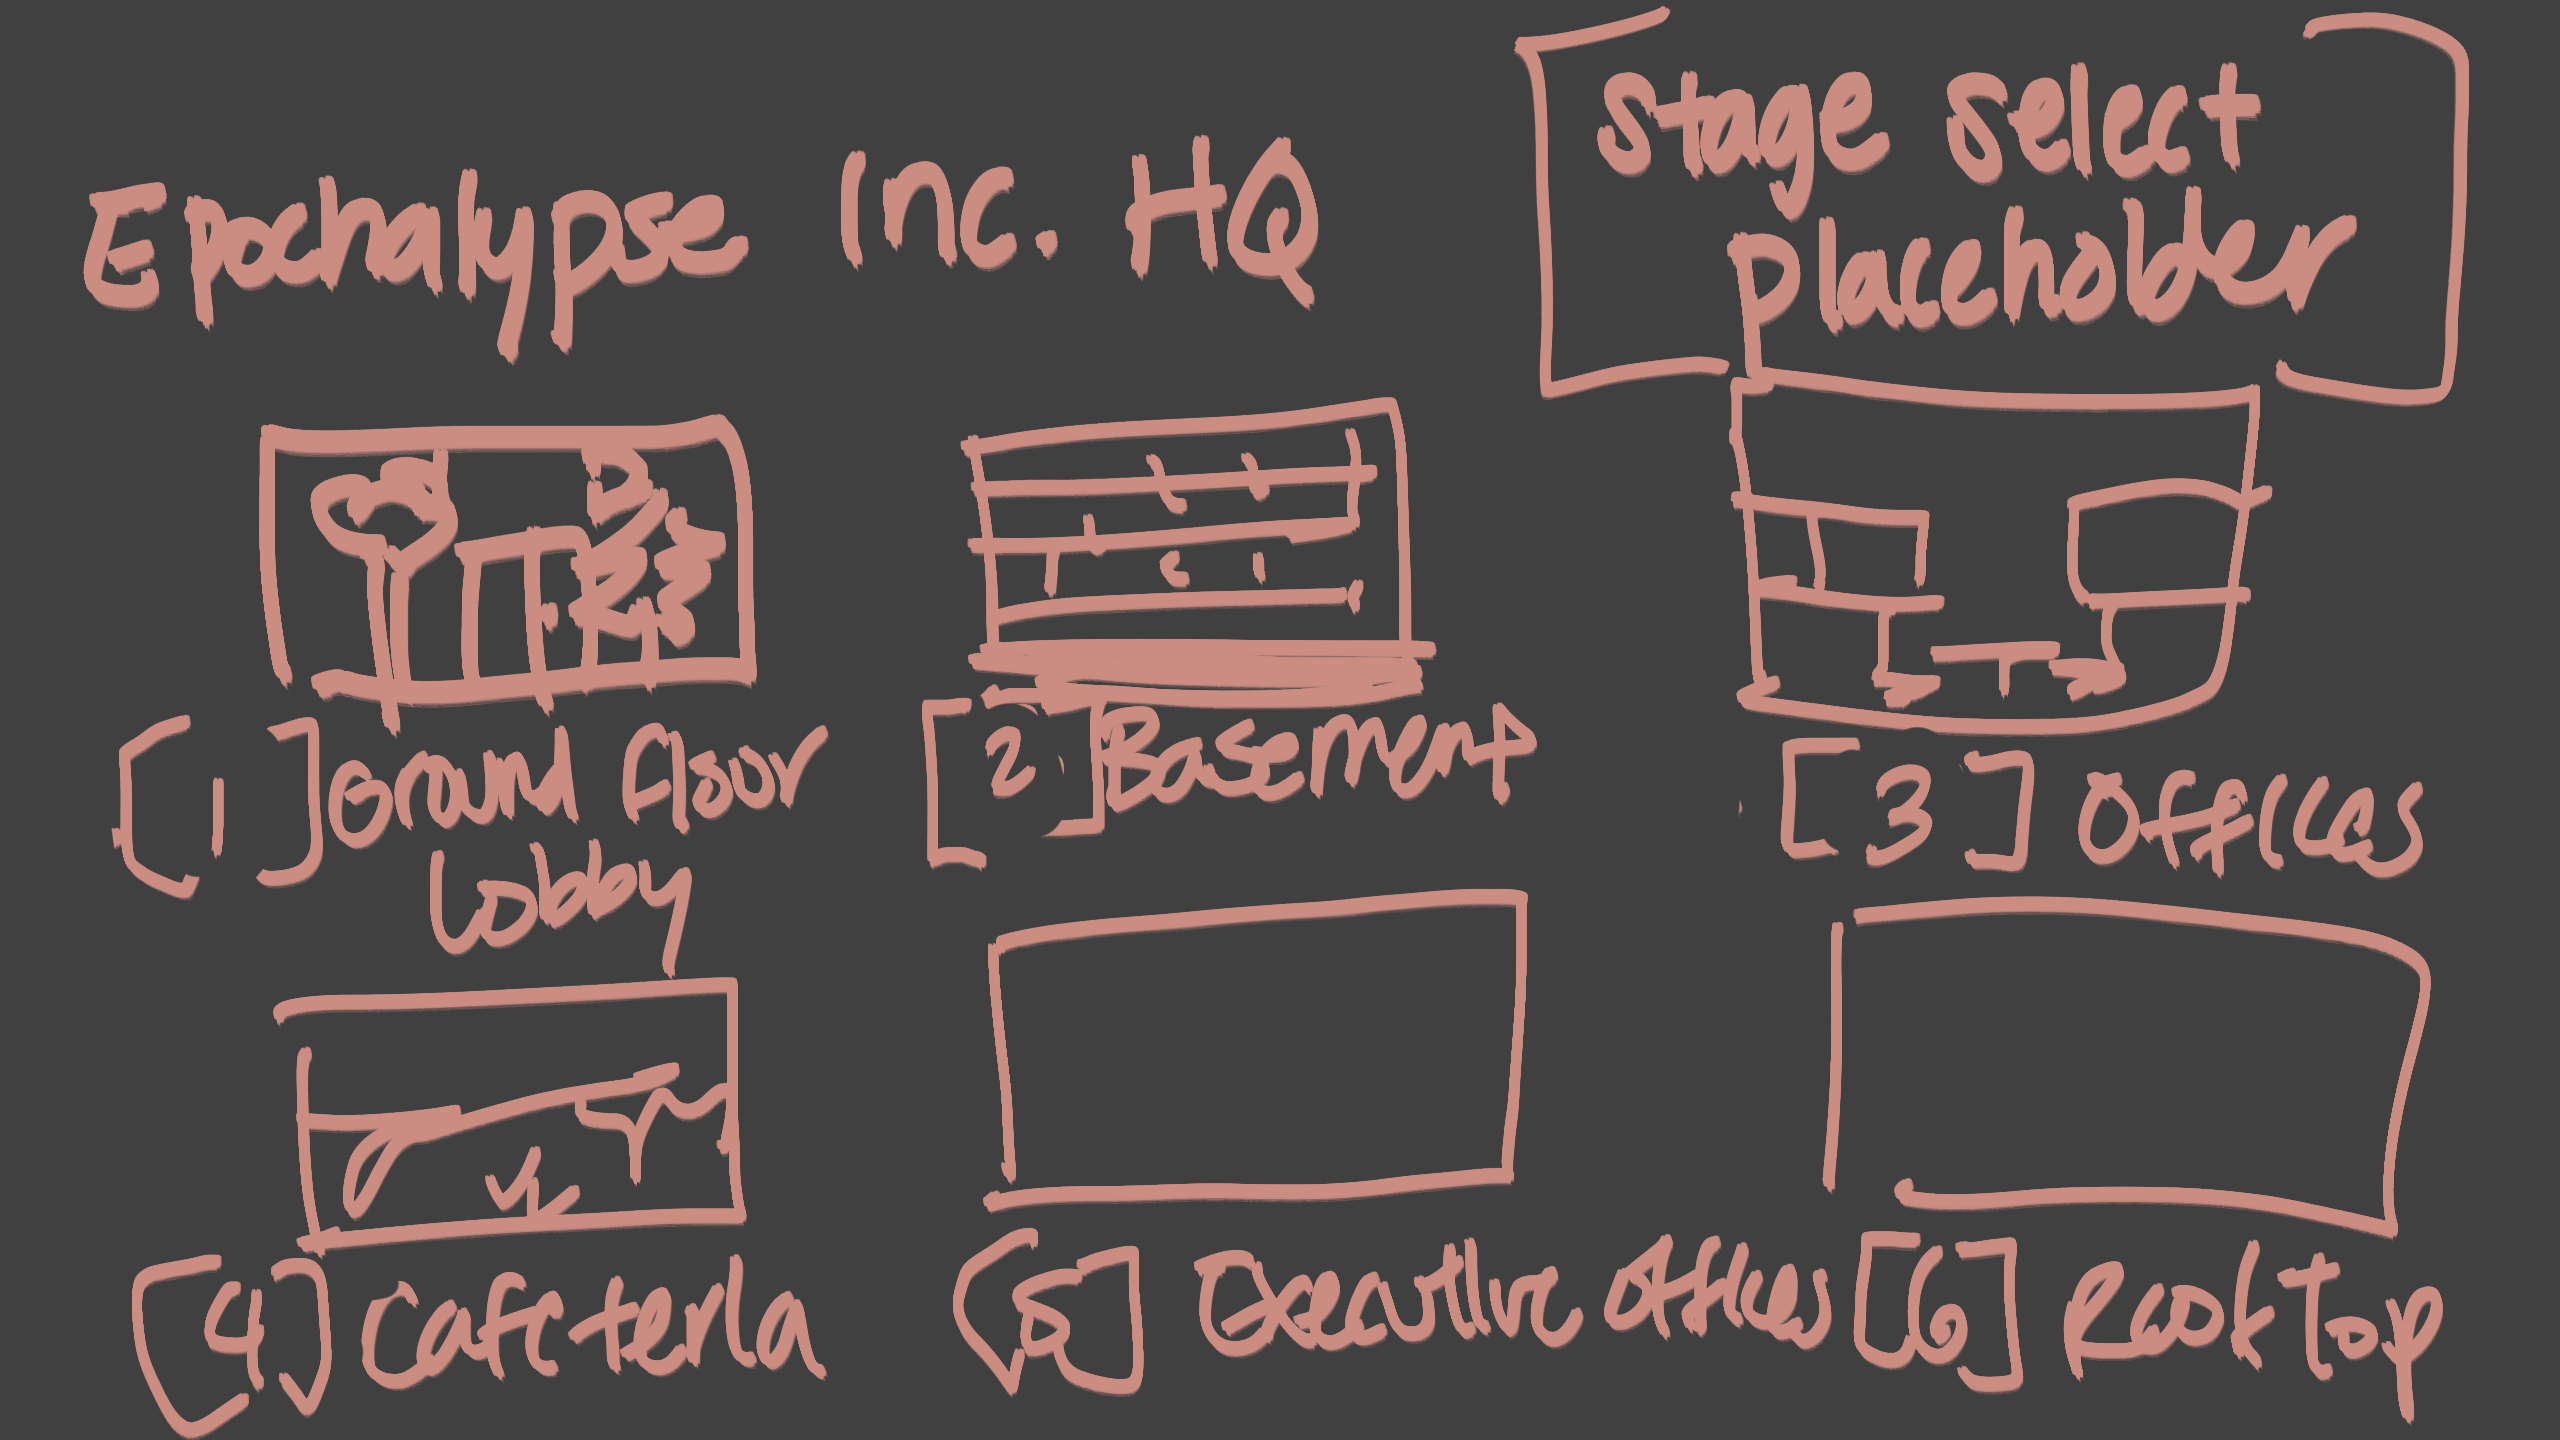 Epochalypse Inc. HQ
Stage Select
Placeholder
[1] Ground floor
Lobby
[2] Basement
[3] Offices
[4] Cafeteria
[5] Executive offices
[6] Rooftop